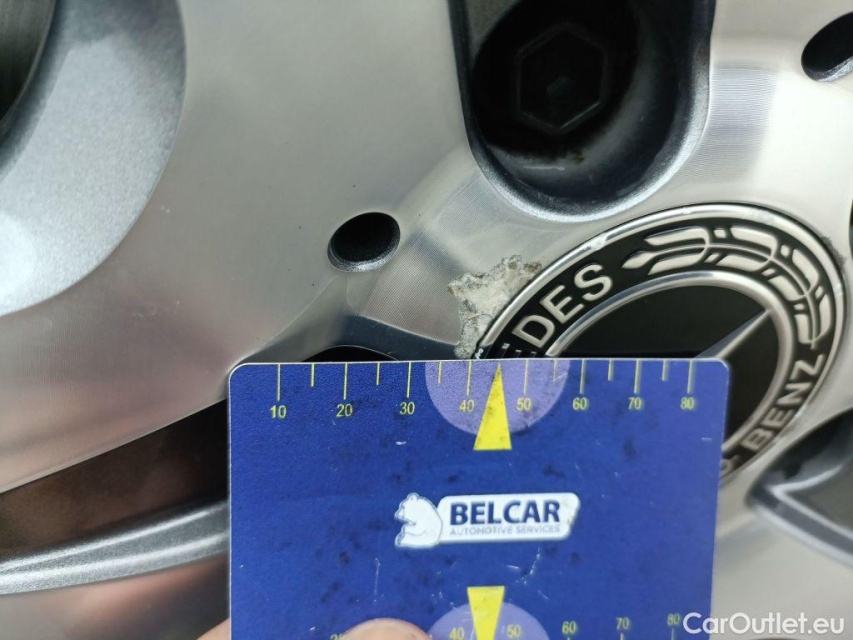 DES
BENZ
10 20 30 40 50 60 70 80
BELCAR
AUTOMOTIVE SERVICES
40 50 60 70 80
CarOutlet.eu